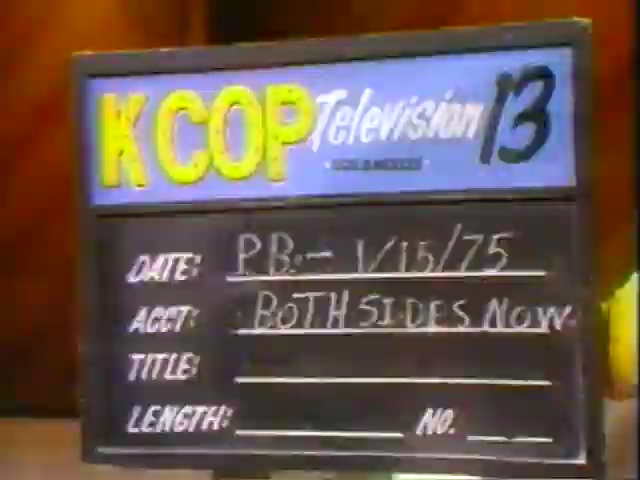 KCOP Television 13
DATE: P.B.- 1/15/75
ACCT: BOTH SIDES NOW.
TITLE:
LENGTH: NO.